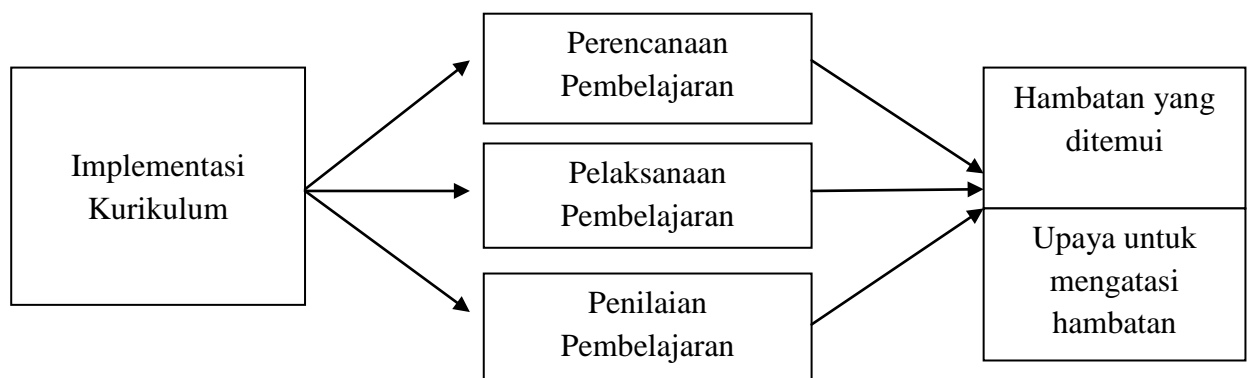 Implementasi
Kurikulum
Perencanaan
Pembelajaran
Pelaksanaan
Pembelajaran
Penilaian
Pembelajaran
Hambatan yang
ditemui
Upaya untuk
mengatasi
hambatan